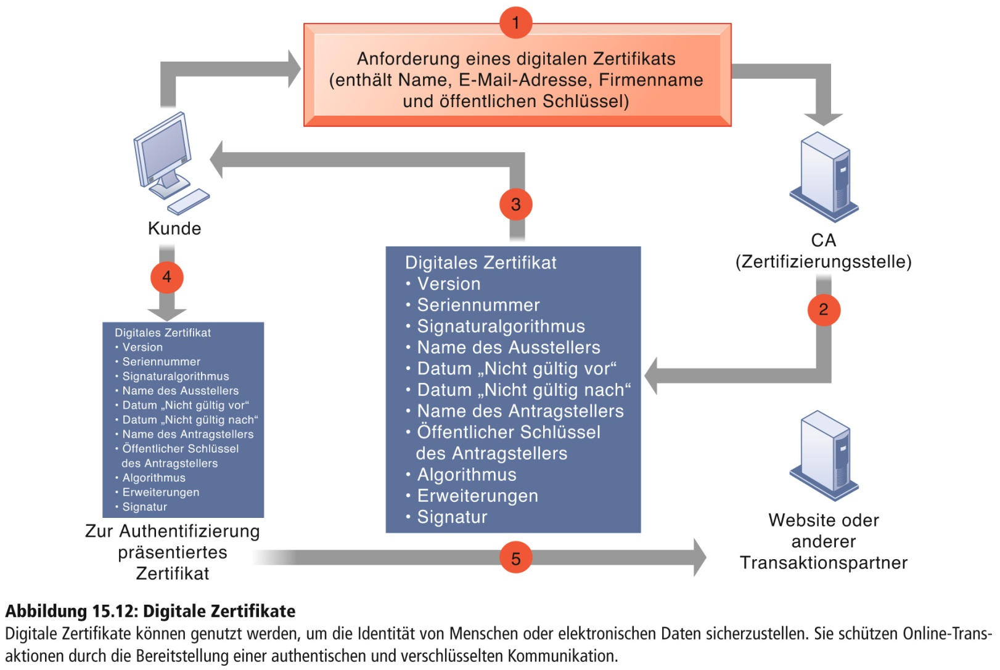 1
Anforderung eines digitalen Zertifikats
(enthält Name, E-Mail-Adresse, Firmenname
und öffentlichen Schlüssel)
Kunde
3
CA
(Zertifizierungsstelle)
2
4
Digitales Zertifikat
• Version
• Seriennummer
• Signaturalgorithmus
• Name des Ausstellers
• Datum „Nicht gültig vor“
• Datum „Nicht gültig nach“
• Name des Antragstellers
• Öffentlicher Schlüssel
des Antragstellers
• Algorithmus
• Erweiterungen
• Signatur
Digitales Zertifikat
• Version
• Seriennummer
• Signaturalgorithmus
• Name des Ausstellers
• Datum „Nicht gültig vor“
• Datum „Nicht gültig nach“
• Name des Antragstellers
• Öffentlicher Schlüssel
des Antragstellers
• Algorithmus
• Erweiterungen
• Signatur
Zur Authentifizierung
präsentiertes
Zertifikat
5
Website oder
anderer
Transaktionspartner
Abbildung 15.12: Digitale Zertifikate
Digitale Zertifikate können genutzt werden, um die Identität von Menschen oder elektronischen Daten sicherzustellen. Sie schützen Online-Trans-
aktionen durch die Bereitstellung einer authentischen und verschlüsselten Kommunikation.